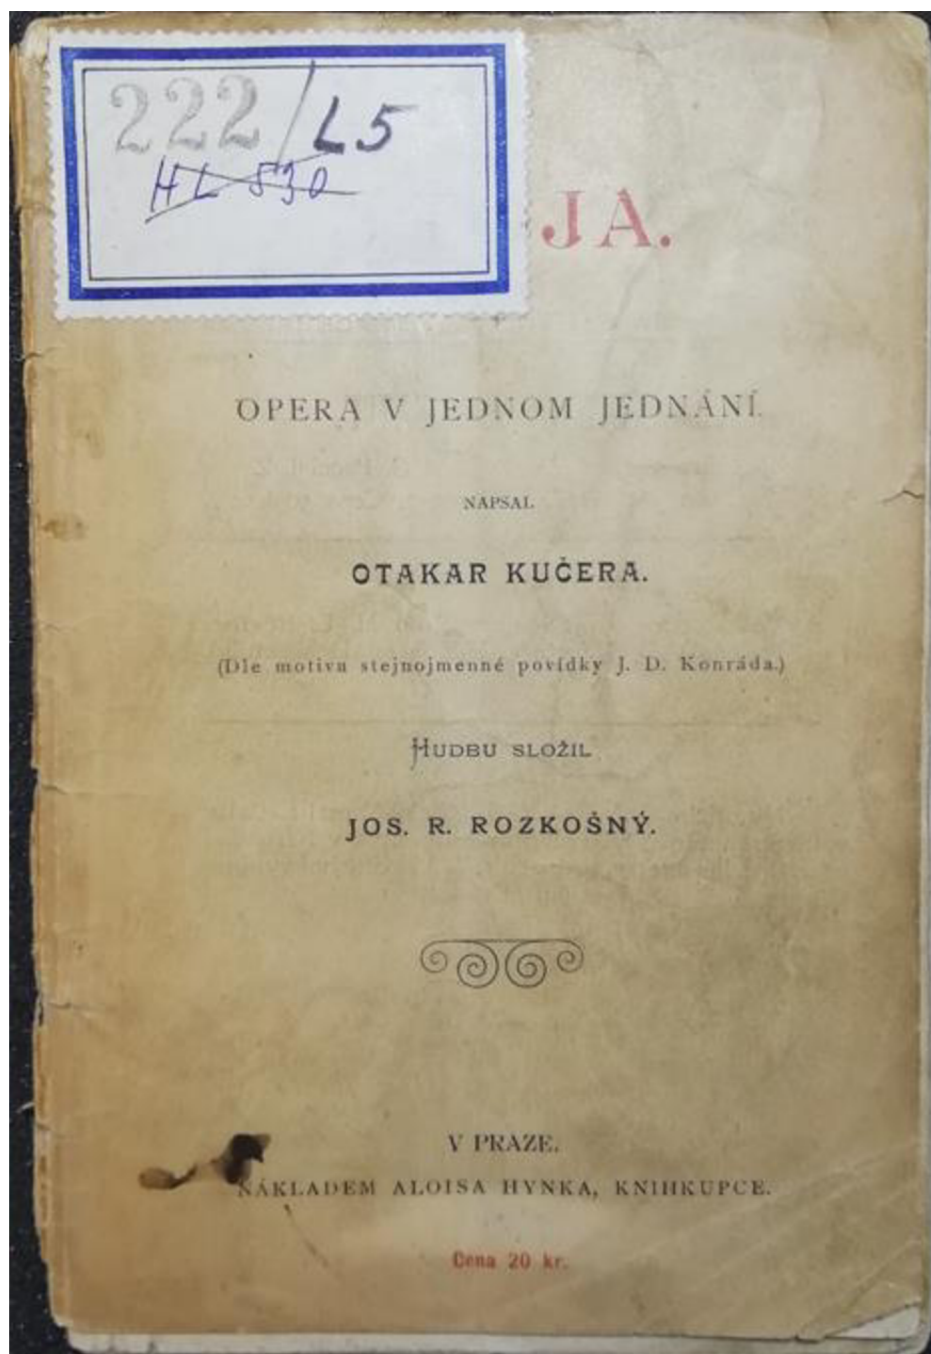 222/L5
HL 530
JA.
OPERA V JEDNOM JEDNÁNÍ.
NAPSAL
OTAKAR KUČERA.
(Dle motivu stejnojmenné povídky J. D. Konráda.)
HUDBU SLOŽIL
JOS. R. ROZKOŠNÝ.
V PRAZE.
NÁKLADEM ALOISA HYNKA, KNIHKUPCE.
Cena 20 kr.